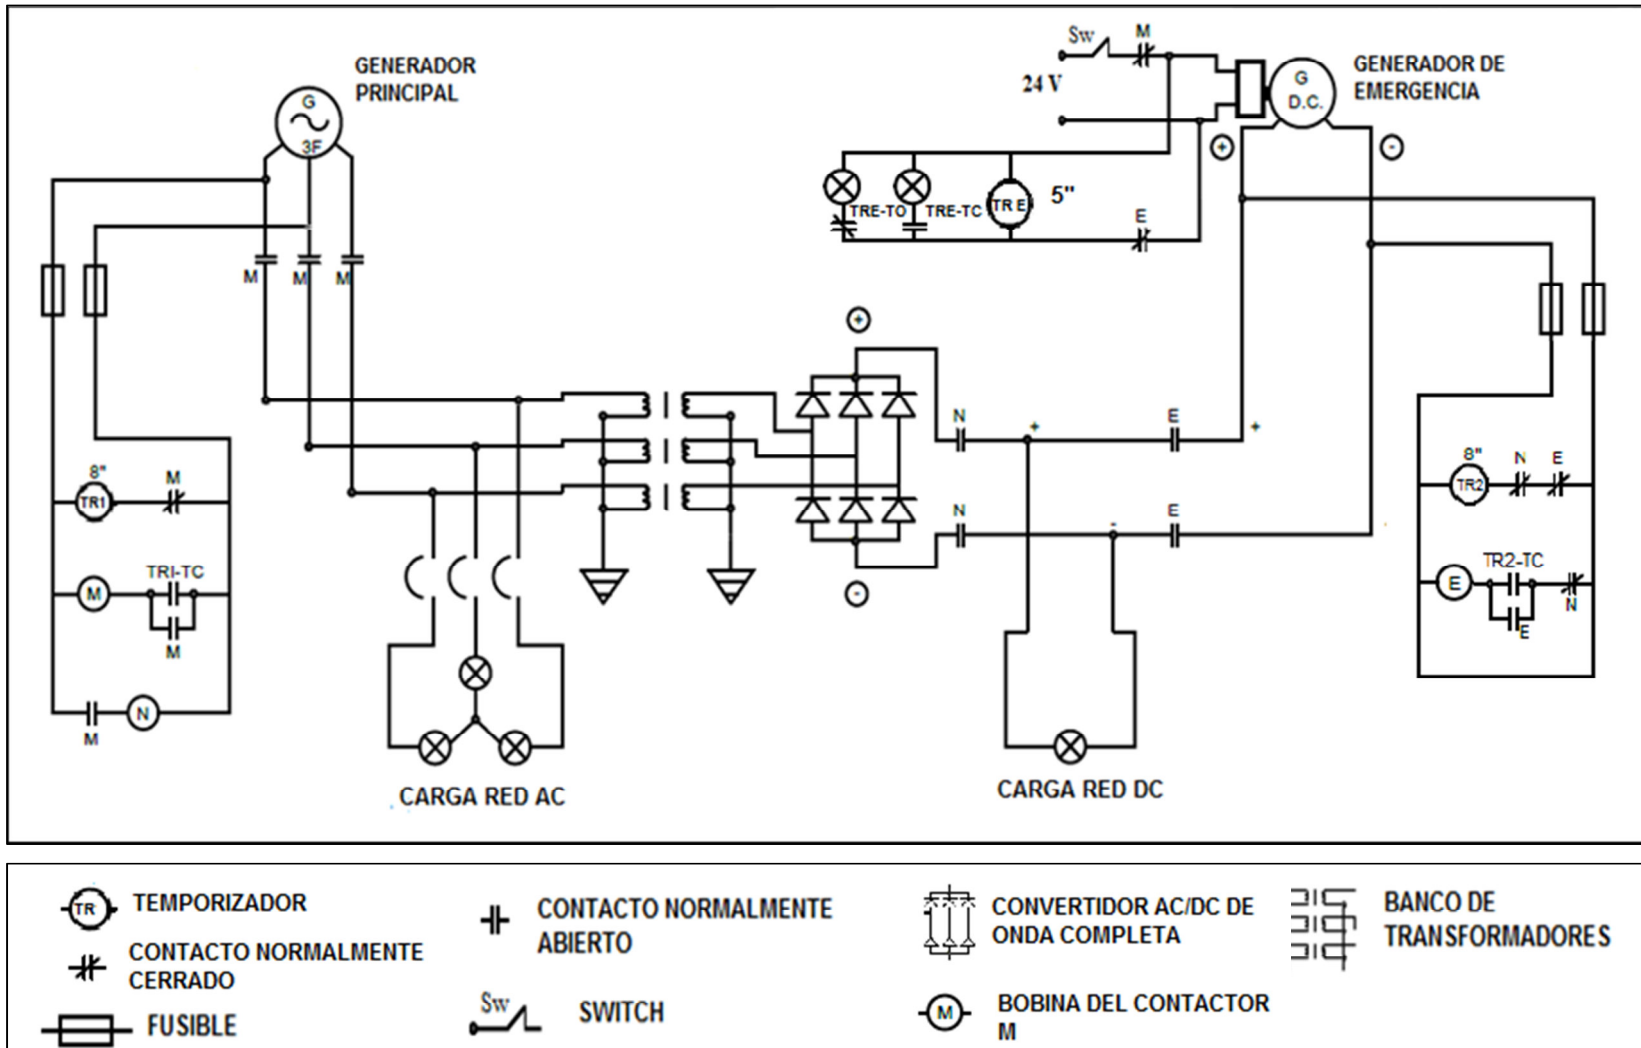 GENERADOR
PRINCIPAL
G
3F
M
M
M
8"
TR1
M
TRI-TC
M
M
M
N
CARGA RED AC
Sw
M
24 V
G
D.C.
GENERADOR DE
EMERGENCIA
+
-
TRE-TO
TRE-TC
TR E
5"
E
+
-
N
+
E
+
N
-
E
CARGA RED DC
8"
TR2
N
E
TR2-TC
E
E
N
TR
TEMPORIZADOR
CONTACTO NORMALMENTE
CERRADO
FUSIBLE
CONTACTO NORMALMENTE
ABIERTO
Sw
SWITCH
CONVERTIDOR AC/DC DE
ONDA COMPLETA
M
BOBINA DEL CONTACTOR
M
BANCO DE
TRANSFORMADORES